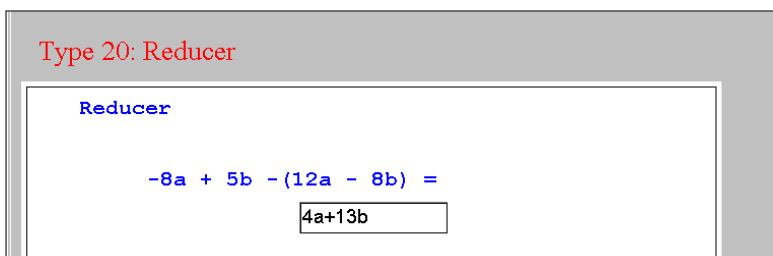 Type 20: Reducer
Reducer
-8a + 5b -(12a - 8b) =
4a+13b